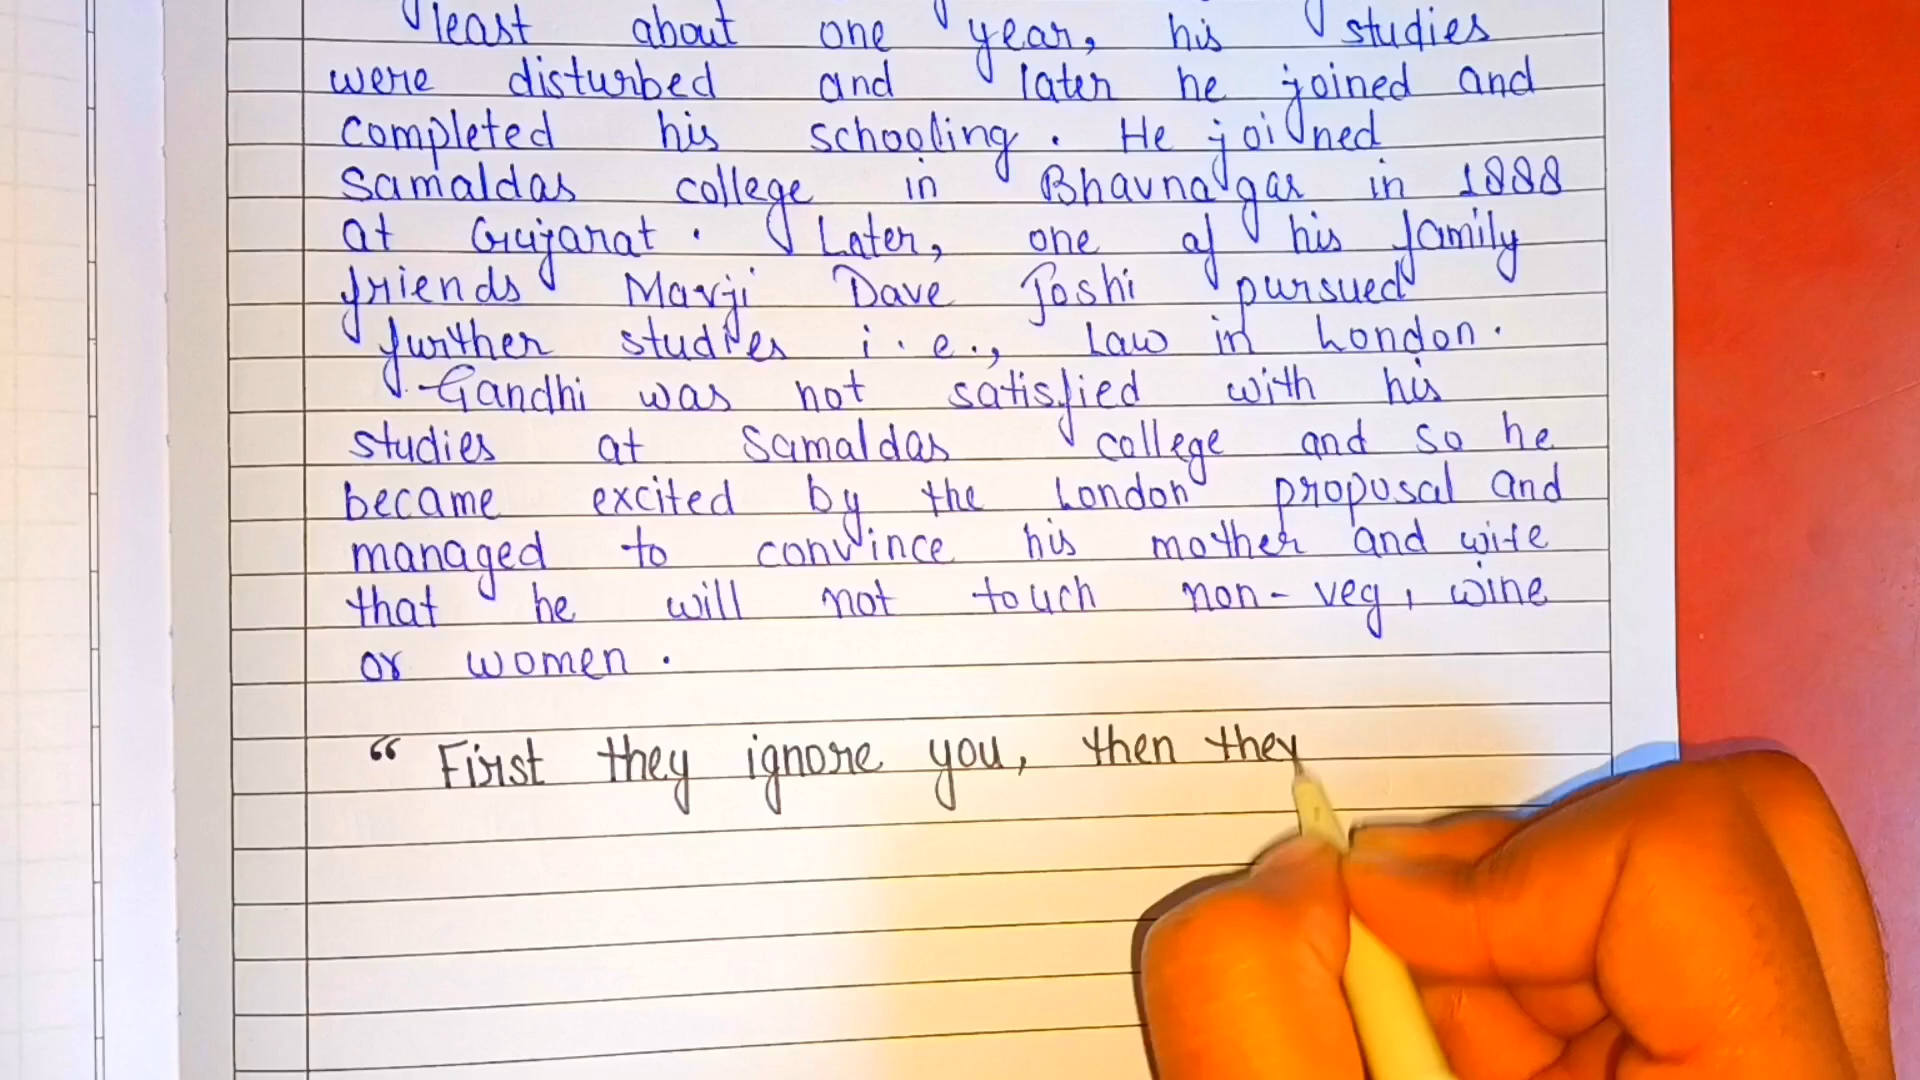 least about one year, his studies
were disturbed and later he joined and
completed his schooling. He joined
Samaldas college in Bhavnagar in 1888
at Gujarat. Later, one of his family
friends Mavji Dave Joshi pursued
further studies i.e., Law in London.
Gandhi was not satisfied with his
studies at Samaldas college and so he
became excited by the London proposal and
managed to convince his mother and wife
that he will not touch non-veg, wine
or women.
“ First they ignore you, then they